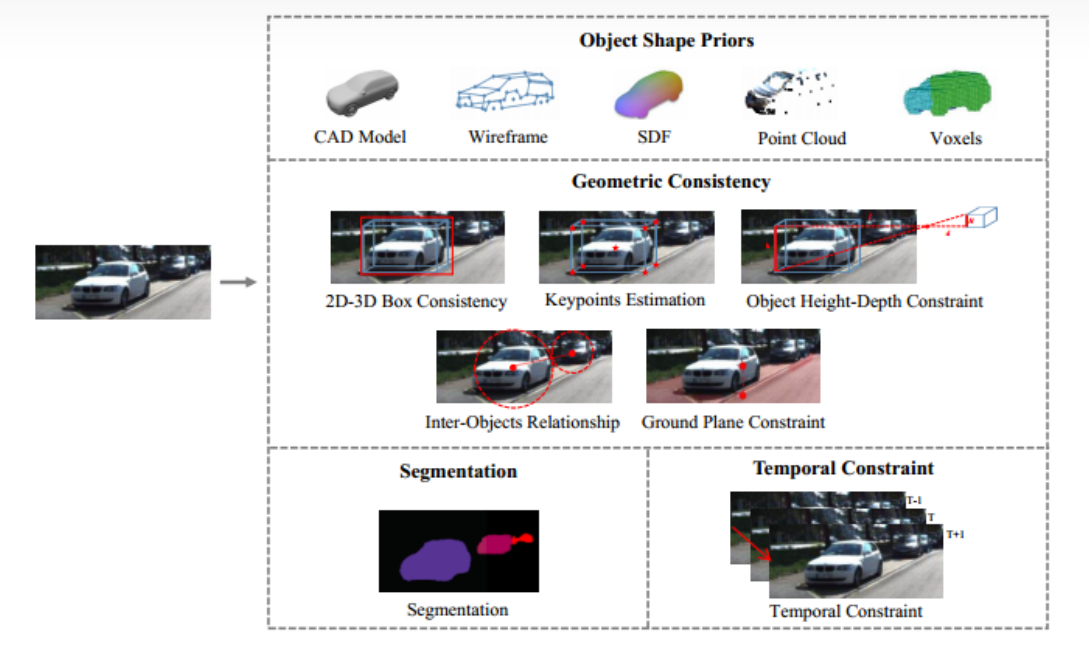 Object Shape Priors
CAD Model
Wireframe
SDF
Point Cloud
Voxels
Geometric Consistency
2D-3D Box Consistency
Keypoints Estimation
Object Height-Depth Constraint
Inter-Objects Relationship
Ground Plane Constraint
Segmentation
Segmentation
Temporal Constraint
T-1
T
T+1
Temporal Constraint